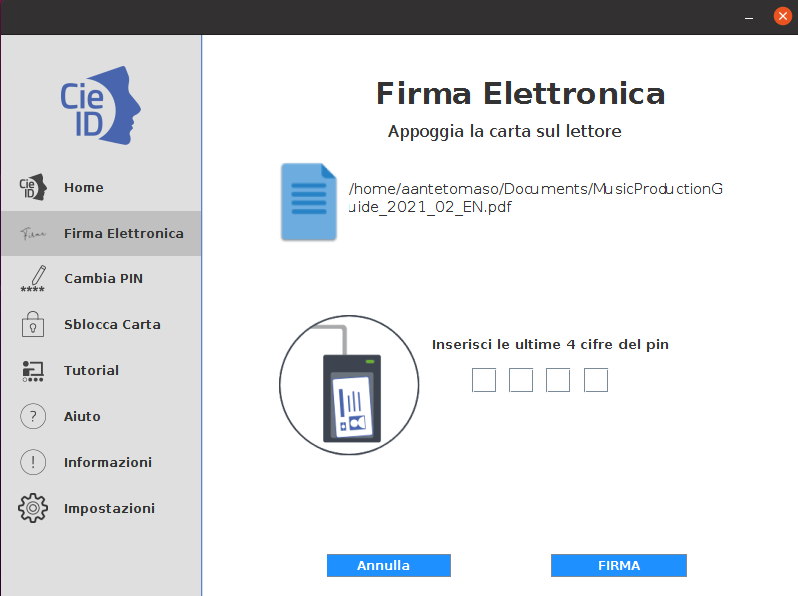 Cie
ID
Cie
ID
Home
Firma
Firma Elettronica
****
Cambia PIN
Sblocca Carta
Tutorial
?
Aiuto
!
Informazioni
Impostazioni
Firma Elettronica
Appoggia la carta sul lettore
/home/aantetomaso/Documents/MusicProductionG
uide_2021_02_EN.pdf
Inserisci le ultime 4 cifre del pin
Annulla
FIRMA